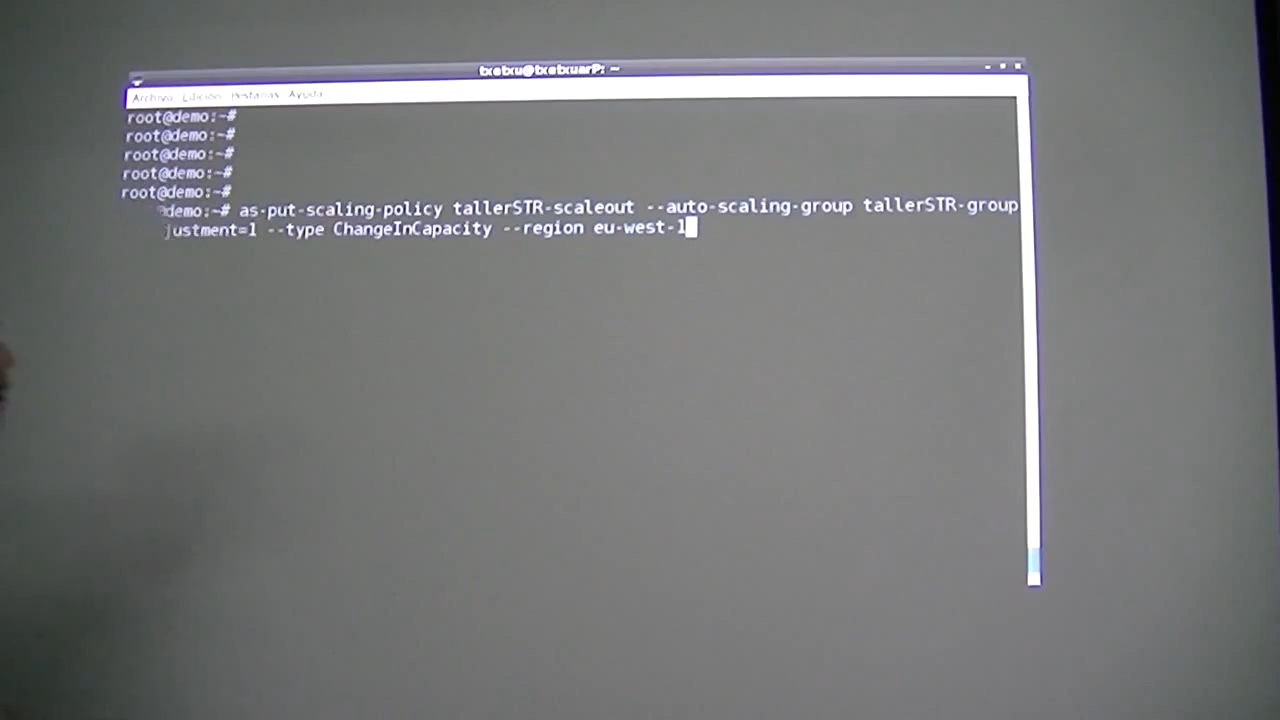 txetxu@txetxuarP: ~
Archivo Edición Pestañas Ayuda
root@demo:~#
root@demo:~#
root@demo:~#
root@demo:~#
root@demo:~#
@demo:~# as-put-scaling-policy tallerSTR-scaleout --auto-scaling-group tallerSTR-group
justment=1 --type ChangeInCapacity --region eu-west-1